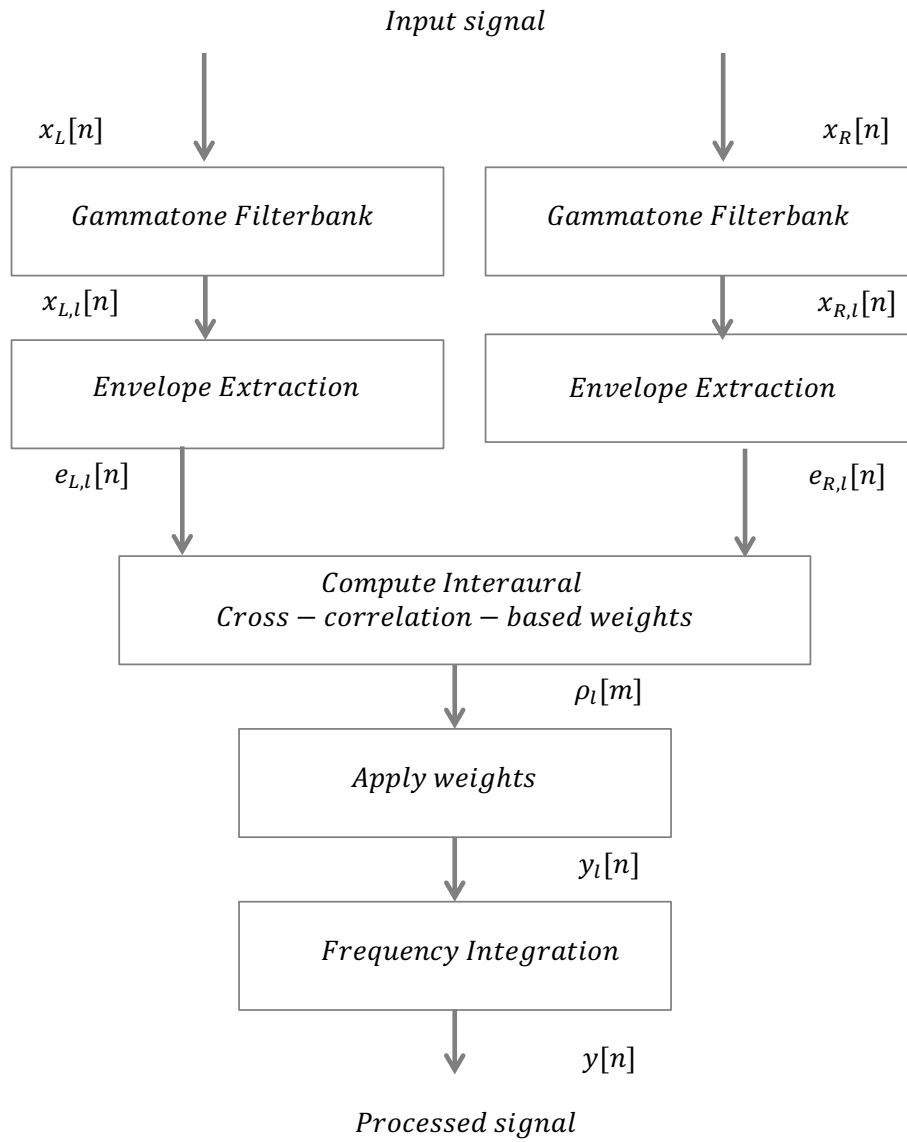 Input signal
x_L[n]
x_R[n]
Gammatone Filterbank
Gammatone Filterbank
x_{L,l}[n]
x_{R,l}[n]
Envelope Extraction
Envelope Extraction
e_{L,l}[n]
e_{R,l}[n]
Compute Interaural
Cross − correlation − based weights
ρ_l[m]
Apply weights
y_l[n]
Frequency Integration
y[n]
Processed signal